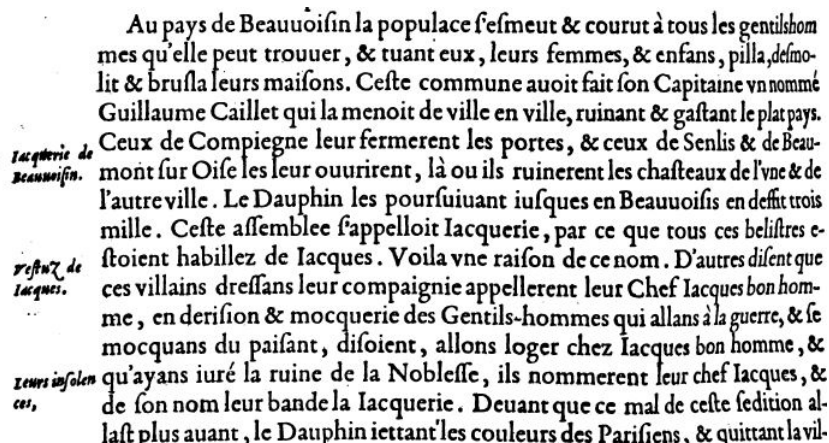 Au pays de Beauuoiſin la populace ſ'eſmeut & courut à tous les gentilshom
mes qu'elle peut trouuer, & tuant eux, leurs femmes, & enfans, pilla, deſmo-
lit & bruſla leurs maiſons. Ceſte commune auoit fait ſon Capitaine vn nommé
Guillaume Caillet qui la menoit de ville en ville, ruinant & gaſtant le plat pays.
Iacquerie de
Beauuoiſin.
Ceux de Compiegne leur fermerent les portes, & ceux de Senlis & de Beau-
mont ſur Oiſe les leur ouurirent, là ou ils ruinerent les chaſteaux de l'vne & de
l'autre ville. Le Dauphin les pourſuiuant iuſques en Beauuoiſis en deffit trois
mille. Ceſte aſſemblee ſ'appelloit Iacquerie, par ce que tous ces beliſtres e-
veſtuz de
Iacques.
ſtoient habillez de Iacques. Voila vne raiſon de ce nom. D'autres diſent que
ces villains dreſſans leur compaignie appellerent leur Chef Iacques bon hom-
me, en deriſion & mocquerie des Gentils-hommes qui allans à la guerre, & ſe
mocquans du paiſant, diſoient, allons loger chez Iacques bon homme, &
Leurs inſolen
ces,
qu'ayans iuré la ruine de la Nobleſſe, ils nommerent leur chef Iacques, &
de ſon nom leur bande la Iacquerie. Deuant que ce mal de ceſte ſedition al-
laſt plus auant, le Dauphin iettant les couleurs des Pariſiens, & quittant la vil-